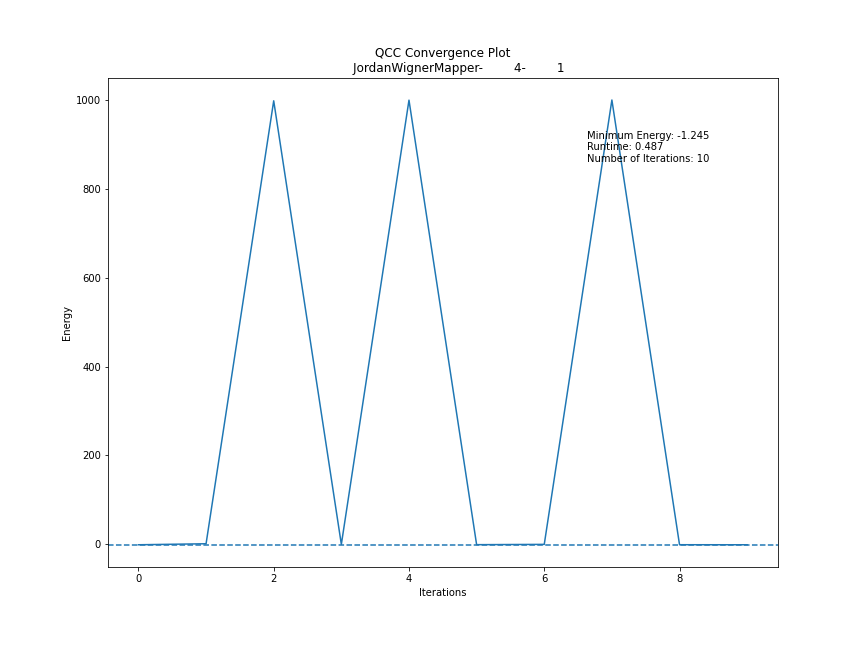 QCC Convergence Plot
JordanWignerMapper- 4- 1
Minimum Energy: -1.245
Runtime: 0.487
Number of Iterations: 10
Energy
1000
800
600
400
200
0
0 2 4 6 8
Iterations